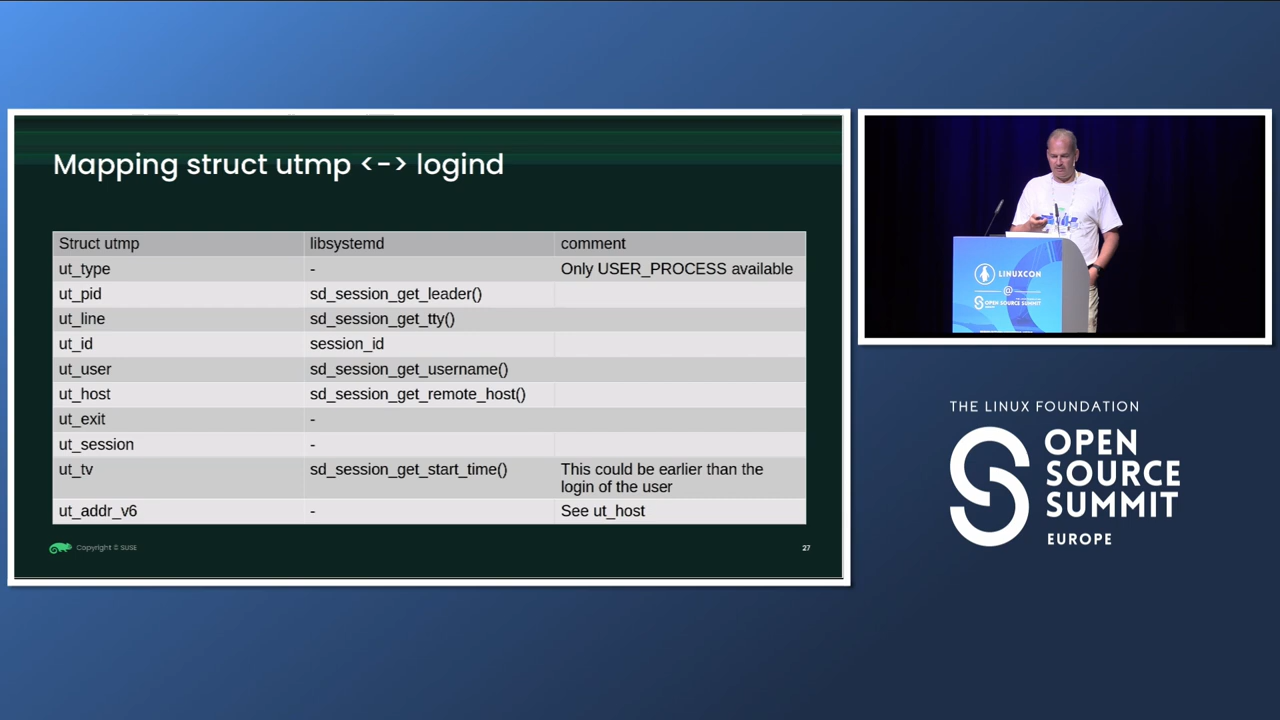 Mapping struct utmp <-> logind
Struct utmp libsystemd comment
ut_type - Only USER_PROCESS available
ut_pid sd_session_get_leader()
ut_line sd_session_get_tty()
ut_id session_id
ut_user sd_session_get_username()
ut_host sd_session_get_remote_host()
ut_exit -
ut_session -
ut_tv sd_session_get_start_time() This could be earlier than the
login of the user
ut_addr_v6 - See ut_host
Copyright © SUSE
27
LINUXCON
@
OPEN SOURCE SUMMIT
THE LINUX FOUNDATION
OPEN
SOURCE
SUMMIT
EUROPE